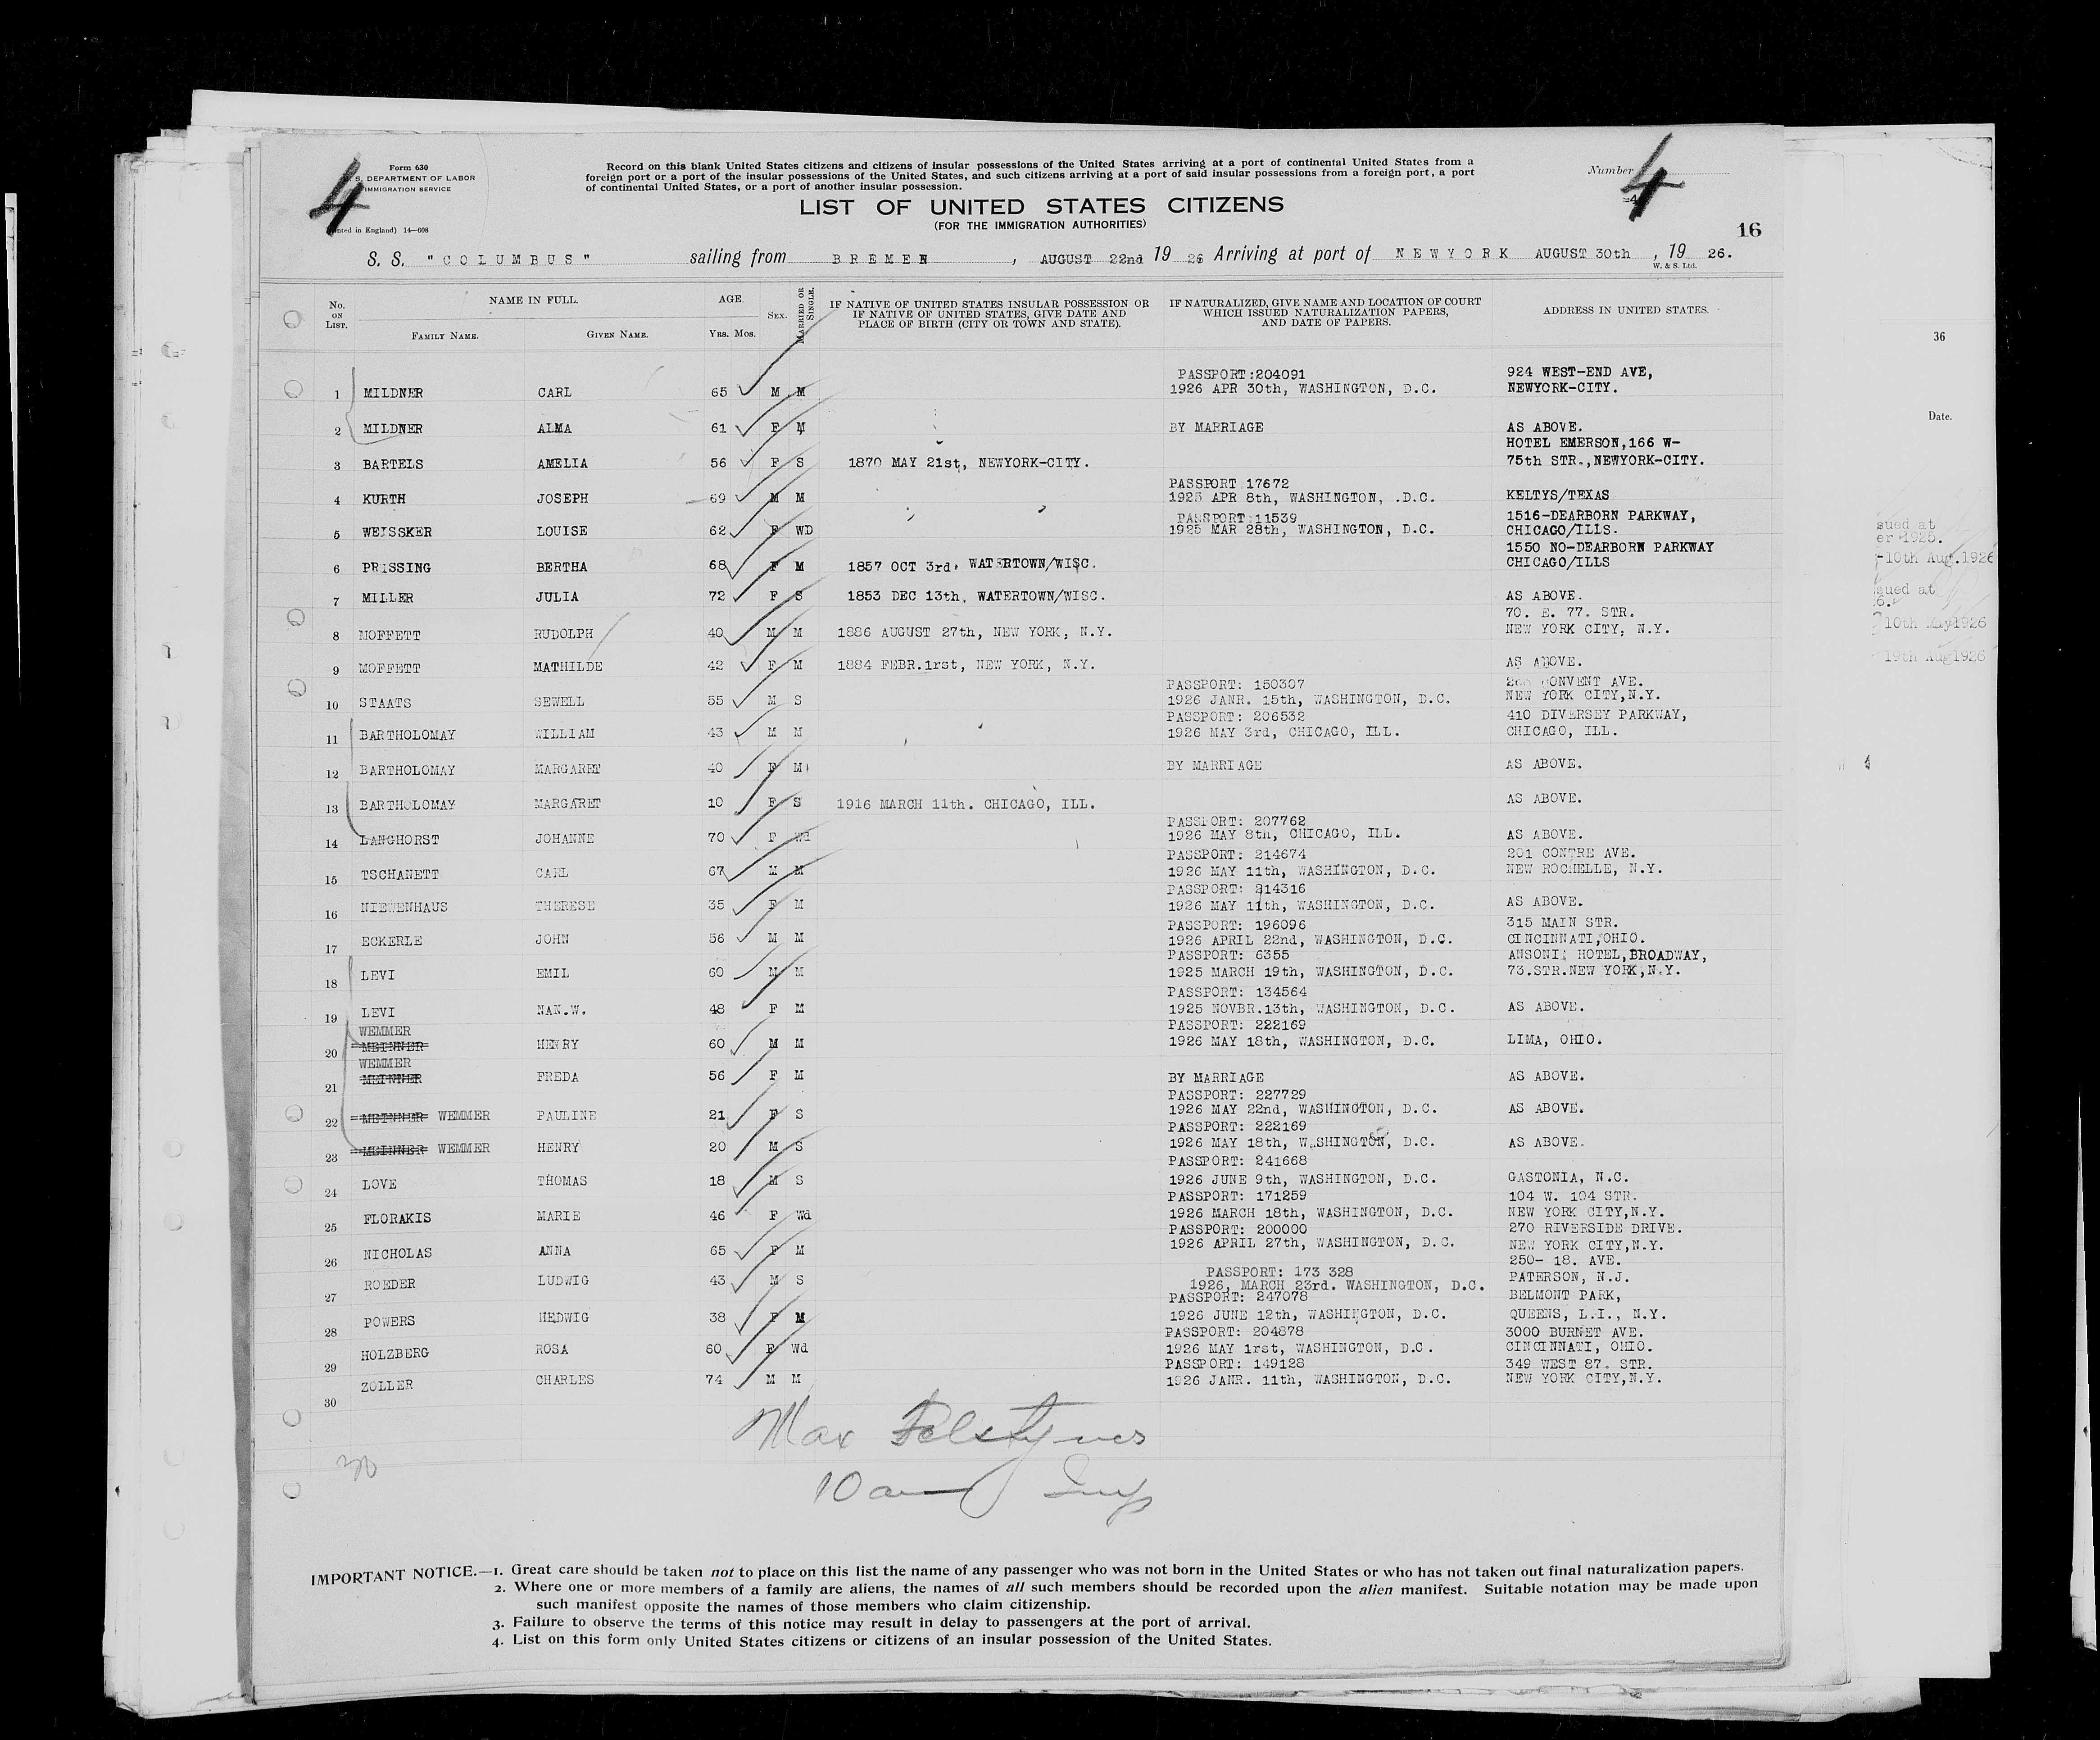 4
Form 630
S. DEPARTMENT OF LABOR
IMMIGRATION SERVICE
(Printed in England) 14—608
Record on this blank United States citizens and citizens of insular possessions of the United States arriving at a port of continental United States from a
foreign port or a port of the insular possessions of the United States, and such citizens arriving at a port of said insular possessions from a foreign port, a port
of continental United States, or a port of another insular possession.
Number 4
LIST OF UNITED STATES CITIZENS
(FOR THE IMMIGRATION AUTHORITIES)
16
S. S. "COLUMBUS" sailing from BREMEN, AUGUST 22nd 19 26 Arriving at port of NEWYORK AUGUST 30th, 19 26.
W. & S. Ltd.
No. ON LIST. NAME IN FULL. AGE. SEX. MARRIED OR SINGLE. IF NATIVE OF UNITED STATES INSULAR POSSESSION OR IF NATIVE OF UNITED STATES, GIVE DATE AND PLACE OF BIRTH (CITY OR TOWN AND STATE). IF NATURALIZED, GIVE NAME AND LOCATION OF COURT WHICH ISSUED NATURALIZATION PAPERS, AND DATE OF PAPERS. ADDRESS IN UNITED STATES.
FAMILY NAME. GIVEN NAME. YRS. MOS.
PASSPORT:204091 924 WEST-END AVE,
1 MILDNER CARL 65 M M 1926 APR 30th, WASHINGTON, D.C. NEWYORK-CITY.
2 MILDNER ALMA 61 F M BY MARRIAGE AS ABOVE.
HOTEL EMERSON,166 W-
3 BARTELS AMELIA 56 F S 1870 MAY 21st, NEWYORK-CITY. 75th STR.,NEWYORK-CITY.
PASSPORT 17672
4 KURTH JOSEPH 69 M M 1925 APR 8th, WASHINGTON, .D.C. KELTYS/TEXAS
PASSPORT:11539 1516-DEARBORN PARKWAY,
5 WEISSKER LOUISE 62 F WD 1925 MAR 28th, WASHINGTON, D.C. CHICAGO/ILLS.
1550 NO-DEARBORN PARKWAY
6 PRISSING BERTHA 68 F M 1857 OCT 3rd, WATERTOWN/WISC. CHICAGO/ILLS
7 MILLER JULIA 72 F S 1853 DEC 13th, WATERTOWN/WISC. AS ABOVE.
70. E. 77. STR.
8 MOFFETT RUDOLPH 40 M M 1886 AUGUST 27th, NEW YORK, N.Y. NEW YORK CITY, N.Y.
9 MOFFETT MATHILDE 42 F M 1884 FEBR.1rst, NEW YORK, N.Y. AS ABOVE.
PASSPORT: 150307 CONVENT AVE.
10 STAATS SEWELL 55 M S 1926 JANR. 15th, WASHINGTON, D.C. NEW YORK CITY,N.Y.
PASSPORT: 206532 410 DIVERSEY PARKWAY,
11 BARTHOLOMAY WILLIAM 43 M M 1926 MAY 3rd, CHICAGO, ILL. CHICAGO, ILL.
12 BARTHOLOMAY MARGARET 40 F M BY MARRIAGE AS ABOVE.
13 BARTHOLOMAY MARGARET 10 F S 1916 MARCH 11th. CHICAGO, ILL. AS ABOVE.
PASSPORT: 207762
14 LANGHORST JOHANNE 70 F Wd 1926 MAY 8th, CHICAGO, ILL. AS ABOVE.
PASSPORT: 214674 201 CONTRE AVE.
15 TSCHANETT CARL 67 M M 1926 MAY 11th, WASHINGTON, D.C. NEW ROCHELLE, N.Y.
PASSPORT: 214316
16 NIEWENHAUS THERESE 35 F M 1926 MAY 11th, WASHINGTON, D.C. AS ABOVE.
PASSPORT: 196096 315 MAIN STR.
17 ECKERLE JOHN 56 M M 1926 APRIL 22nd, WASHINGTON, D.C. CINCINNATI,OHIO.
PASSPORT: 6355 ANSONIA HOTEL,BROADWAY,
18 LEVI EMIL 60 M M 1925 MARCH 19th, WASHINGTON, D.C. 73.STR.NEW YORK,N.Y.
PASSPORT: 134564
19 LEVI NAN.W. 48 F M 1925 NOVBR.13th, WASHINGTON, D.C. AS ABOVE.
WEMMER PASSPORT: 222169
20 MEINNER HENRY 60 M M 1926 MAY 18th, WASHINGTON, D.C. LIMA, OHIO.
WEMMER
21 MEINNER FREDA 56 F M BY MARRIAGE AS ABOVE.
PASSPORT: 227729
22 MEINNER WEMMER PAULINE 21 F S 1926 MAY 22nd, WASHINGTON, D.C. AS ABOVE.
PASSPORT: 222169
23 MEINNER WEMMER HENRY 20 M S 1926 MAY 18th, WASHINGTON, D.C. AS ABOVE.
PASSPORT: 241668
24 LOVE THOMAS 18 M S 1926 JUNE 9th, WASHINGTON, D.C. GASTONIA, N.C.
PASSPORT: 171259 104 W. 104 STR.
25 FLORAKIS MARIE 46 F Wd 1926 MARCH 18th, WASHINGTON, D.C. NEW YORK CITY,N.Y.
PASSPORT: 200000 270 RIVERSIDE DRIVE.
26 NICHOLAS ANNA 65 F M 1926 APRIL 27th, WASHINGTON, D.C. NEW YORK CITY,N.Y.
PASSPORT: 173 328 250- 18. AVE.
27 ROEDER LUDWIG 43 M S 1926, MARCH 23rd. WASHINGTON, D.C. PATERSON, N.J.
PASSPORT: 247078 BELMONT PARK,
28 POWERS HEDWIG 38 F M 1926 JUNE 12th, WASHINGTON, D.C. QUEENS, L.I., N.Y.
PASSPORT: 204878 3000 BURNET AVE.
29 HOLZBERG ROSA 60 F Wd 1926 MAY 1rst, WASHINGTON, D.C. CINCINNATI, OHIO.
PASSPORT: 149128 349 WEST 87. STR.
30 ZOLLER CHARLES 74 M M 1926 JANR. 11th, WASHINGTON, D.C. NEW YORK CITY,N.Y.
Max
30
10 am Insp
IMPORTANT NOTICE.—1. Great care should be taken not to place on this list the name of any passenger who was not born in the United States or who has not taken out final naturalization papers.
2. Where one or more members of a family are aliens, the names of all such members should be recorded upon the alien manifest. Suitable notation may be made upon
such manifest opposite the names of those members who claim citizenship.
3. Failure to observe the terms of this notice may result in delay to passengers at the port of arrival.
4. List on this form only United States citizens or citizens of an insular possession of the United States.
36
Date.
sued at
er 1925.
10th Aug.1926
sued at
6.
10th May1926
19th Aug1926